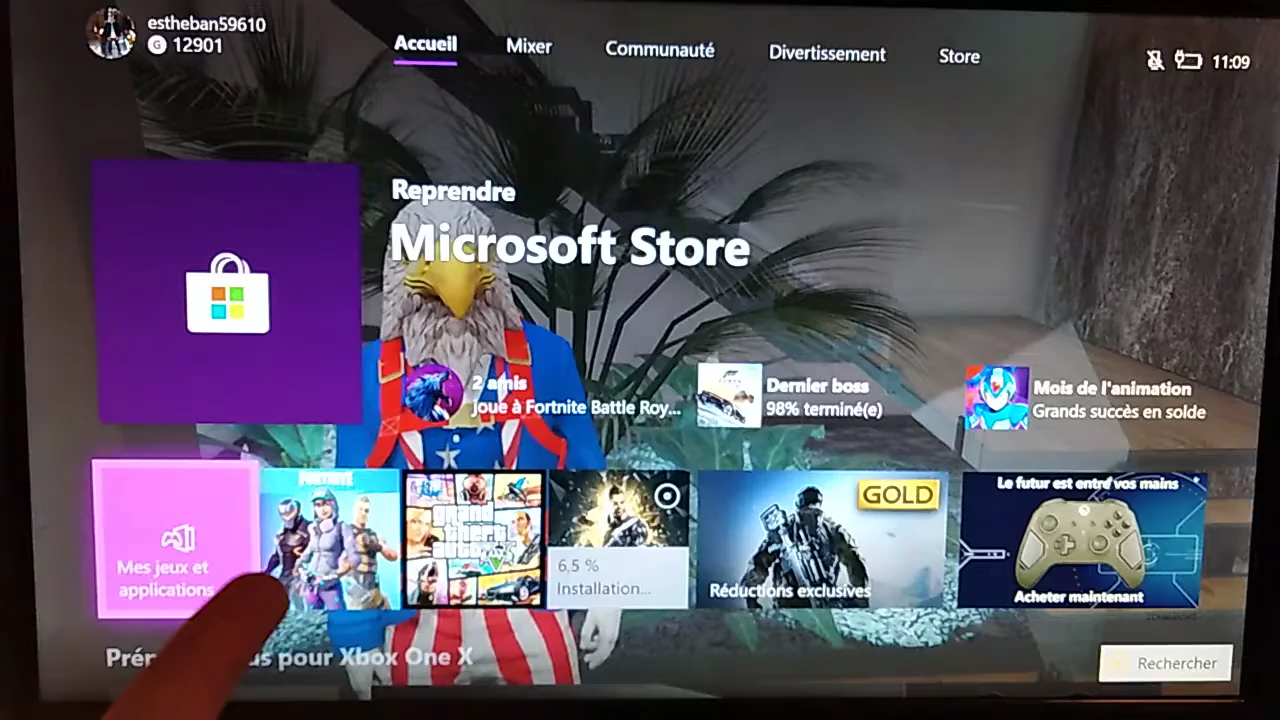 estheban59610
G 12901
Accueil
Mixer
Communauté
Divertissement
Store
11:09
Reprendre
Microsoft Store
2 amis
joue à Fortnite Battle Roy...
Dernier boss
98% terminé(e)
Mois de l'animation
Grands succès en solde
Mes jeux et
applications
FORTNITE
grand
theft
auto V
6,5 %
Installation...
GOLD
Réductions exclusives
Le futur est entre vos mains
Acheter maintenant
us pour Xbox One X
Rechercher